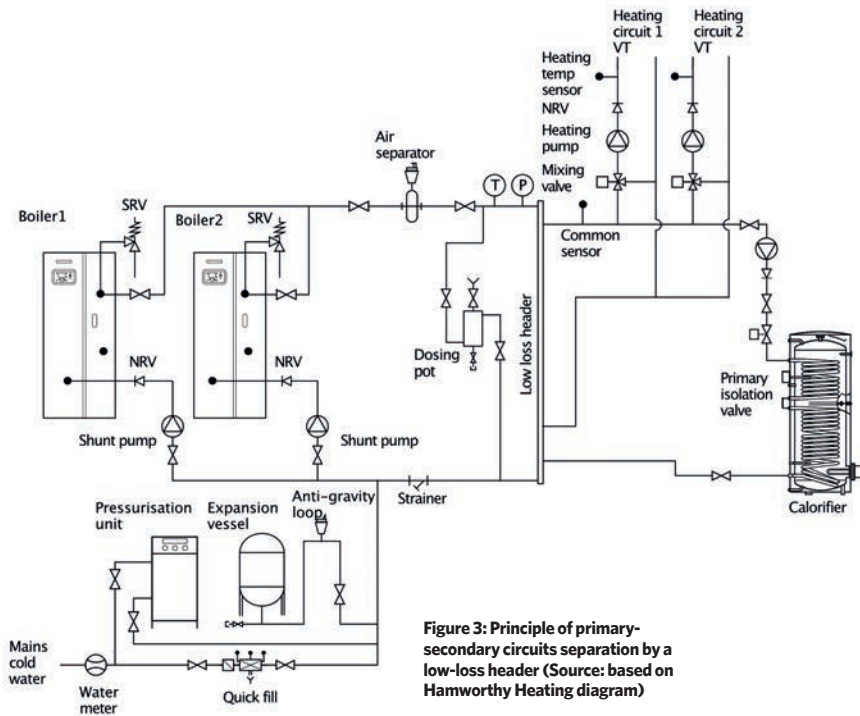 Heating
circuit 1
VT
Heating
circuit 2
VT
Heating
temp
sensor
NRV
Heating
pump
Mixing
valve
Air
separator
T
P
Boiler1
SRV
Boiler2
SRV
Common
sensor
Low loss header
Dosing
pot
NRV
NRV
Primary
isolation
valve
Shunt pump
Shunt pump
Strainer
Calorifier
Pressurisation
unit
Expansion
vessel
Anti-gravity
loop
Mains
cold
water
Water
meter
Quick fill
Figure 3: Principle of primary-
secondary circuits separation by a
low-loss header (Source: based on
Hamworthy Heating diagram)